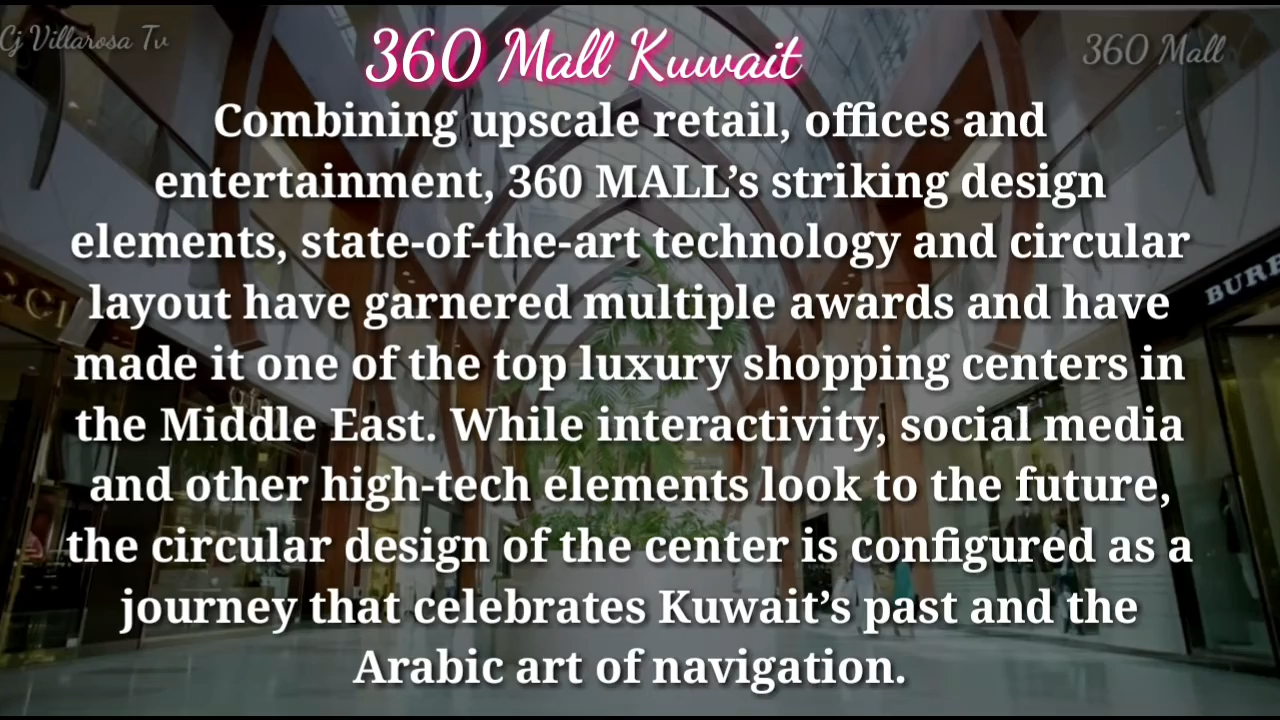 Cj Villarosa Tv
360 Mall Kuwait
360 Mall
Combining upscale retail, offices and
entertainment, 360 MALL’s striking design
elements, state-of-the-art technology and circular
layout have garnered multiple awards and have
made it one of the top luxury shopping centers in
the Middle East. While interactivity, social media
and other high-tech elements look to the future,
the circular design of the center is configured as a
journey that celebrates Kuwait’s past and the
Arabic art of navigation.